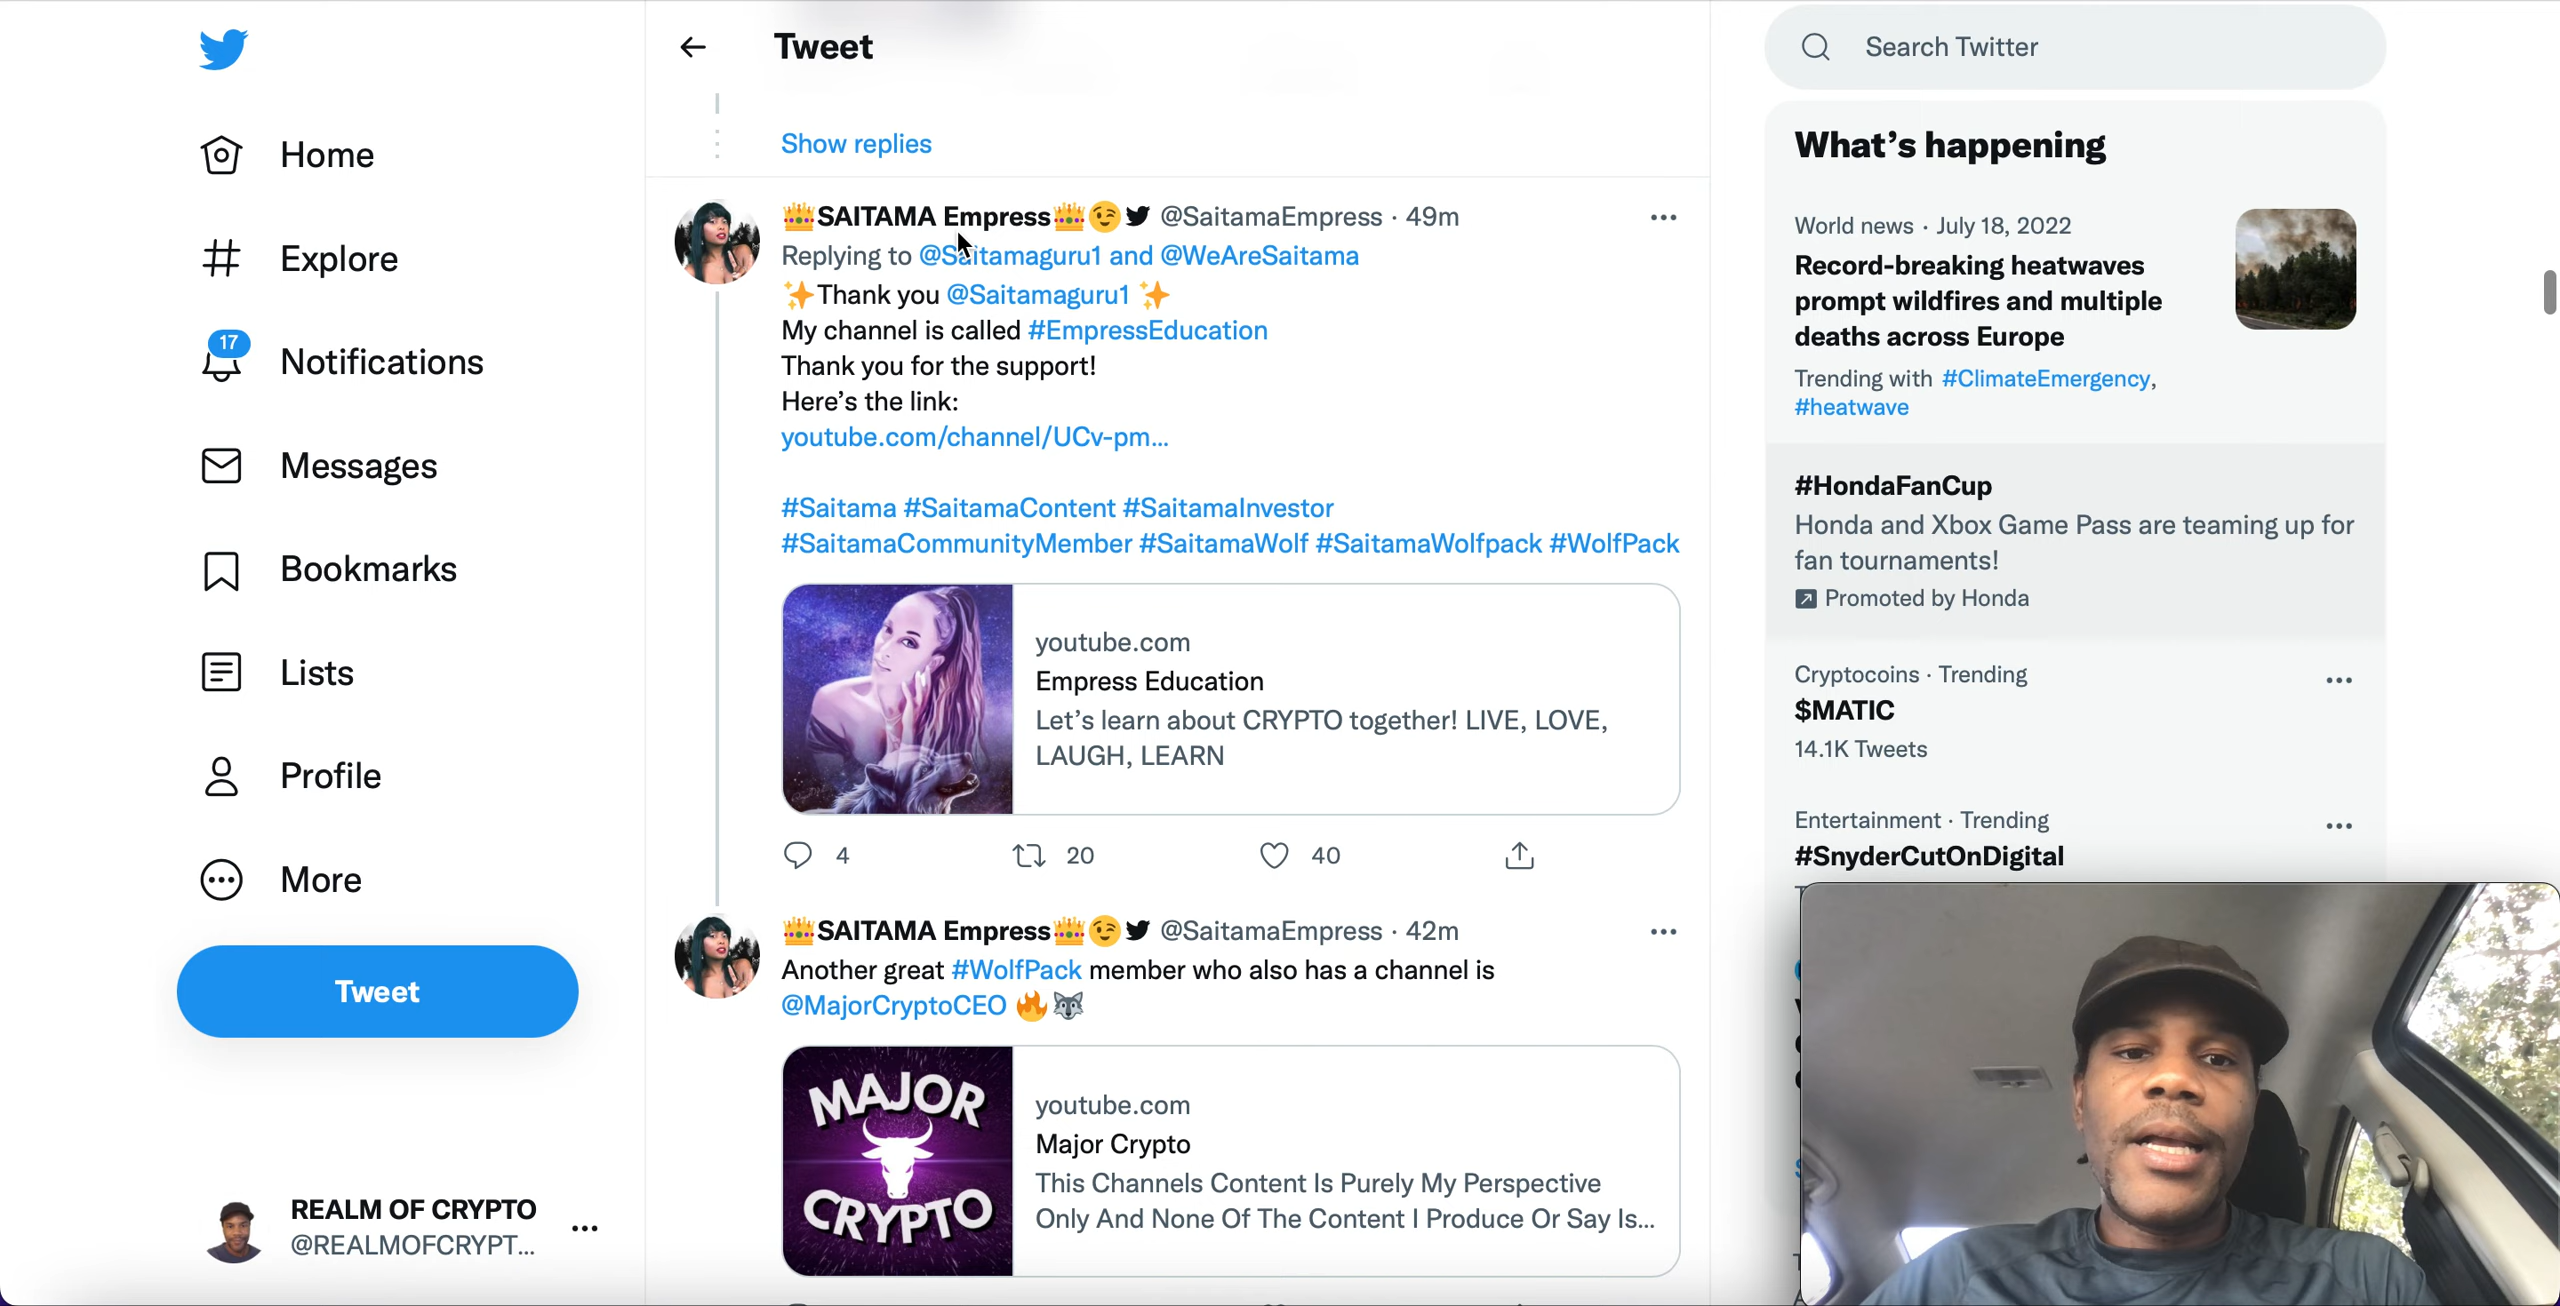 Home
Explore
17
Notifications
Messages
Bookmarks
Lists
Profile
More
Tweet
REALM OF CRYPTO
@REALMOFCRYPT...
Tweet
Show replies
👑SAITAMA Empress👑😉 @SaitamaEmpress · 49m
Replying to @Saitamaguru1 and @WeAreSaitama
✨Thank you @Saitamaguru1 ✨
My channel is called #EmpressEducation
Thank you for the support!
Here’s the link:
youtube.com/channel/UCv-pm...
#Saitama #SaitamaContent #SaitamaInvestor
#SaitamaCommunityMember #SaitamaWolf #SaitamaWolfpack #WolfPack
youtube.com
Empress Education
Let’s learn about CRYPTO together! LIVE, LOVE,
LAUGH, LEARN
4
20
40
👑SAITAMA Empress👑😉 @SaitamaEmpress · 42m
Another great #WolfPack member who also has a channel is
@MajorCryptoCEO 🔥🐺
MAJOR
CRYPTO
youtube.com
Major Crypto
This Channels Content Is Purely My Perspective
Only And None Of The Content I Produce Or Say Is...
Search Twitter
What’s happening
World news · July 18, 2022
Record-breaking heatwaves
prompt wildfires and multiple
deaths across Europe
Trending with #ClimateEmergency,
#heatwave
#HondaFanCup
Honda and Xbox Game Pass are teaming up for
fan tournaments!
Promoted by Honda
Cryptocoins · Trending
$MATIC
14.1K Tweets
Entertainment · Trending
#SnyderCutOnDigital